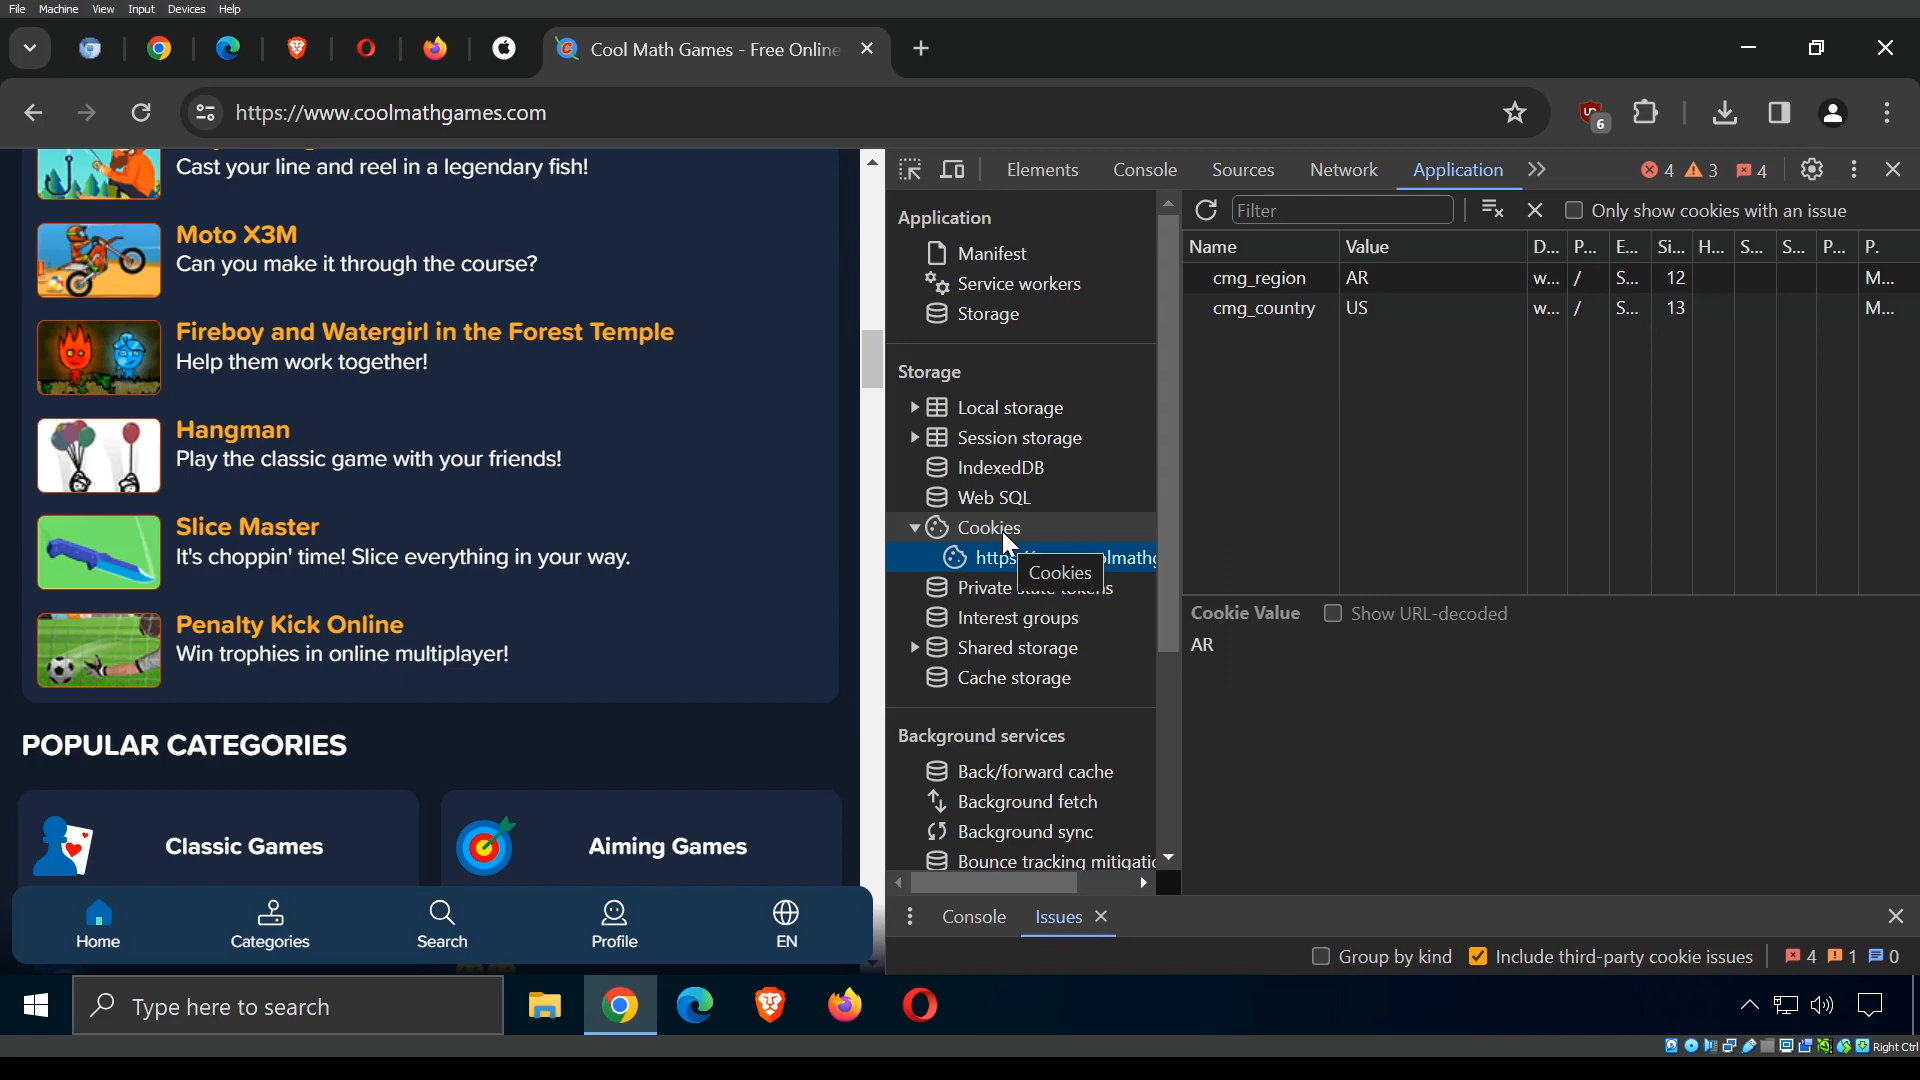 File Machine View Input Devices Help
Cool Math Games - Free Online
https://www.coolmathgames.com
6
Cast your line and reel in a legendary fish!
Moto X3M
Can you make it through the course?
Fireboy and Watergirl in the Forest Temple
Help them work together!
Hangman
Play the classic game with your friends!
Slice Master
It's choppin' time! Slice everything in your way.
Penalty Kick Online
Win trophies in online multiplayer!
POPULAR CATEGORIES
Classic Games
Aiming Games
Home
Categories
Search
Profile
EN
Elements Console Sources Network Application 4 3 4
Application
Manifest
Service workers
Storage
Storage
Local storage
Session storage
IndexedDB
Web SQL
Cookies
https
Cookies
Private
Interest groups
Shared storage
Cache storage
Background services
Back/forward cache
Background fetch
Background sync
Bounce tracking mitigatic
Filter Only show cookies with an issue
Name Value D... P... E... Si... H... S... S... P... P.
cmg_region AR w... / S... 12 M...
cmg_country US w... / S... 13 M...
Cookie Value Show URL-decoded
AR
Console Issues
Group by kind Include third-party cookie issues 4 1 0
Type here to search
Right Ctrl